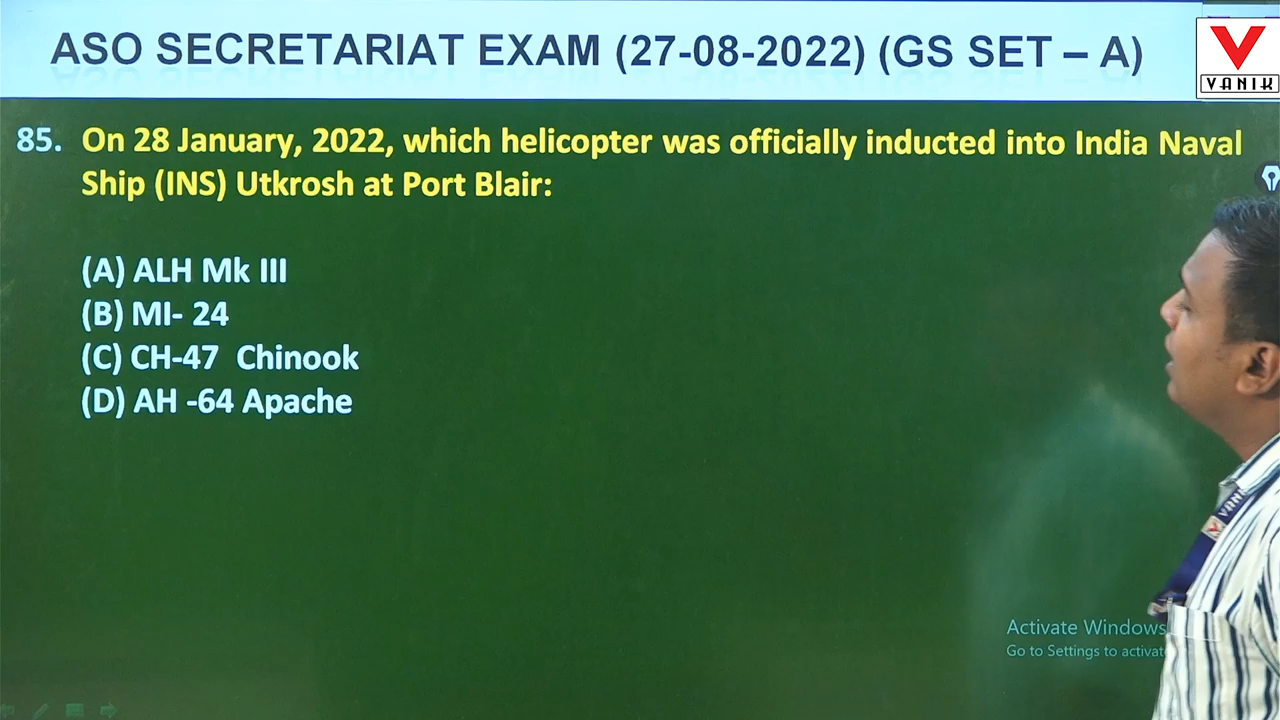 ASO SECRETARIAT EXAM (27-08-2022) (GS SET – A)
VANIK
85. On 28 January, 2022, which helicopter was officially inducted into India Naval
Ship (INS) Utkrosh at Port Blair:
(A) ALH Mk III
(B) MI- 24
(C) CH-47 Chinook
(D) AH -64 Apache
VANI
Activate Windows
Go to Settings to activat